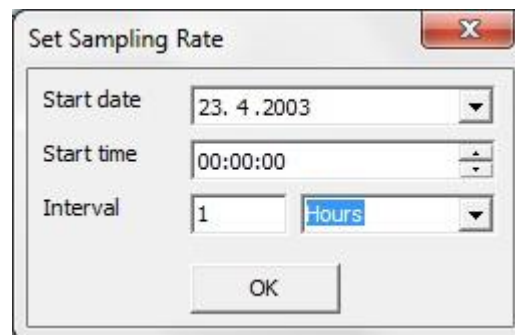 Set Sampling Rate
Start date 23. 4 .2003
Start time 00:00:00
Interval 1 Hours
OK